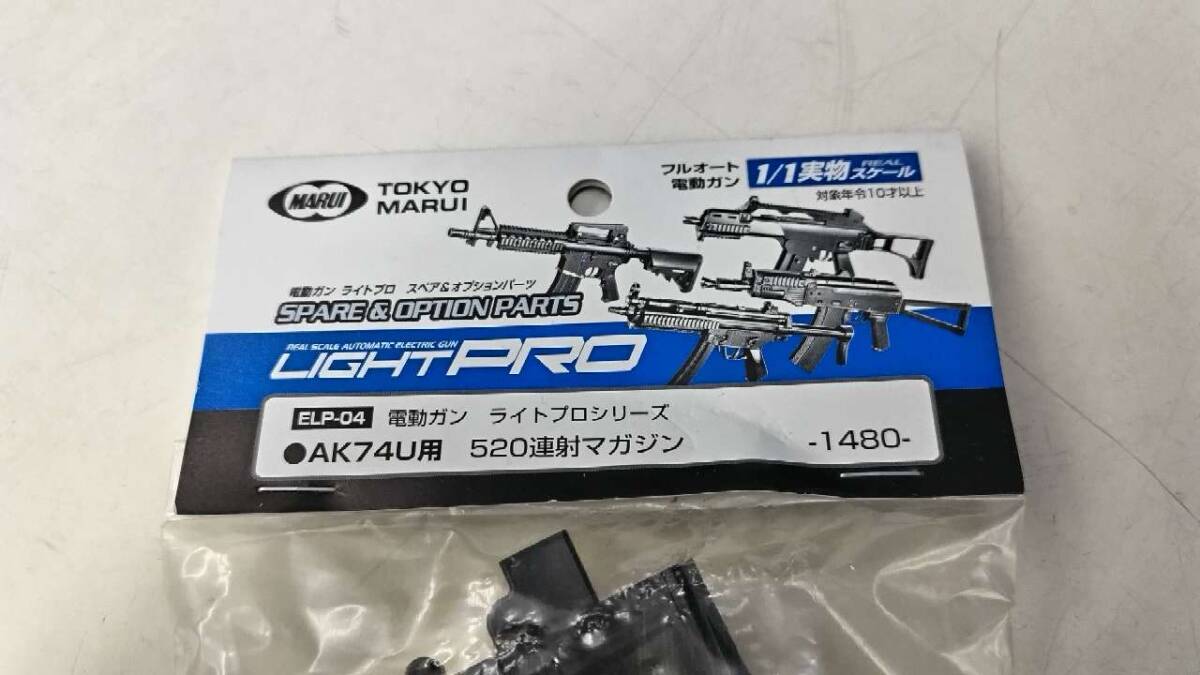 MARUI
TOKYO
MARUI
フルオート
電動ガン
1/1実物スケール
REAL
対象年令10才以上
電動ガン ライトプロ スペア&オプションパーツ
SPARE & OPTION PARTS
REAL SCALE AUTOMATIC ELECTRIC GUN
LIGHTPRO
ELP-04 電動ガン ライトプロシリーズ
●AK74U用 520連射マガジン -1480-